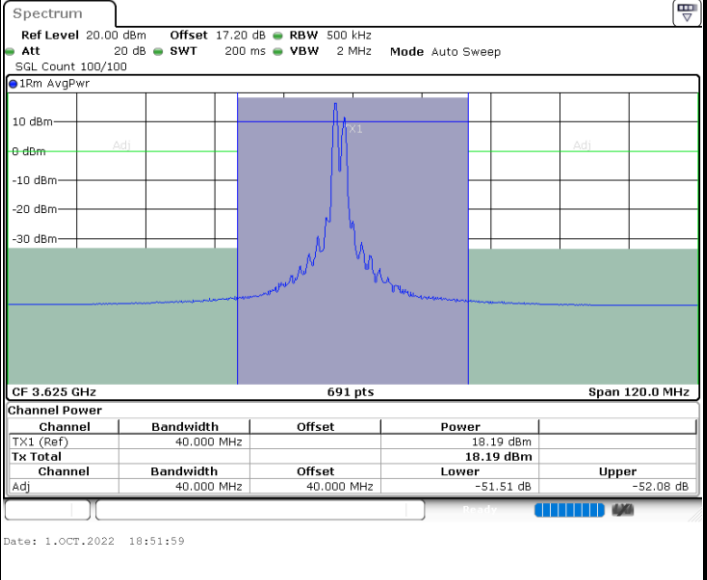 Spectrum
Ref Level 20.00 dBm Offset 17.20 dB RBW 500 kHz
Att 20 dB SWT 200 ms VBW 2 MHz Mode Auto Sweep
SGL Count 100/100
1Rm AvgPwr
10 dBm
TX1
Adj
Adj
0 dBm
-10 dBm
-20 dBm
-30 dBm
CF 3.625 GHz 691 pts Span 120.0 MHz
Channel Power
Channel Bandwidth Offset Power
TX1 (Ref) 40.000 MHz 18.19 dBm
Tx Total 18.19 dBm
Channel Bandwidth Offset Lower Upper
Adj 40.000 MHz 40.000 MHz -51.51 dB -52.08 dB
Ready
Date: 1.OCT.2022 18:51:59